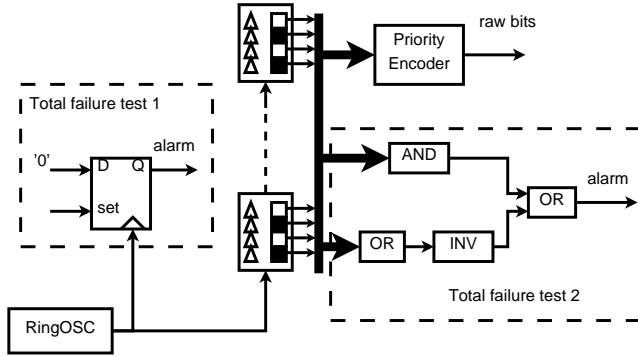 raw bits
Priority
Encoder
Total failure test 1
'0'
D
Q
alarm
set
AND
OR
alarm
OR
INV
Total failure test 2
RingOSC